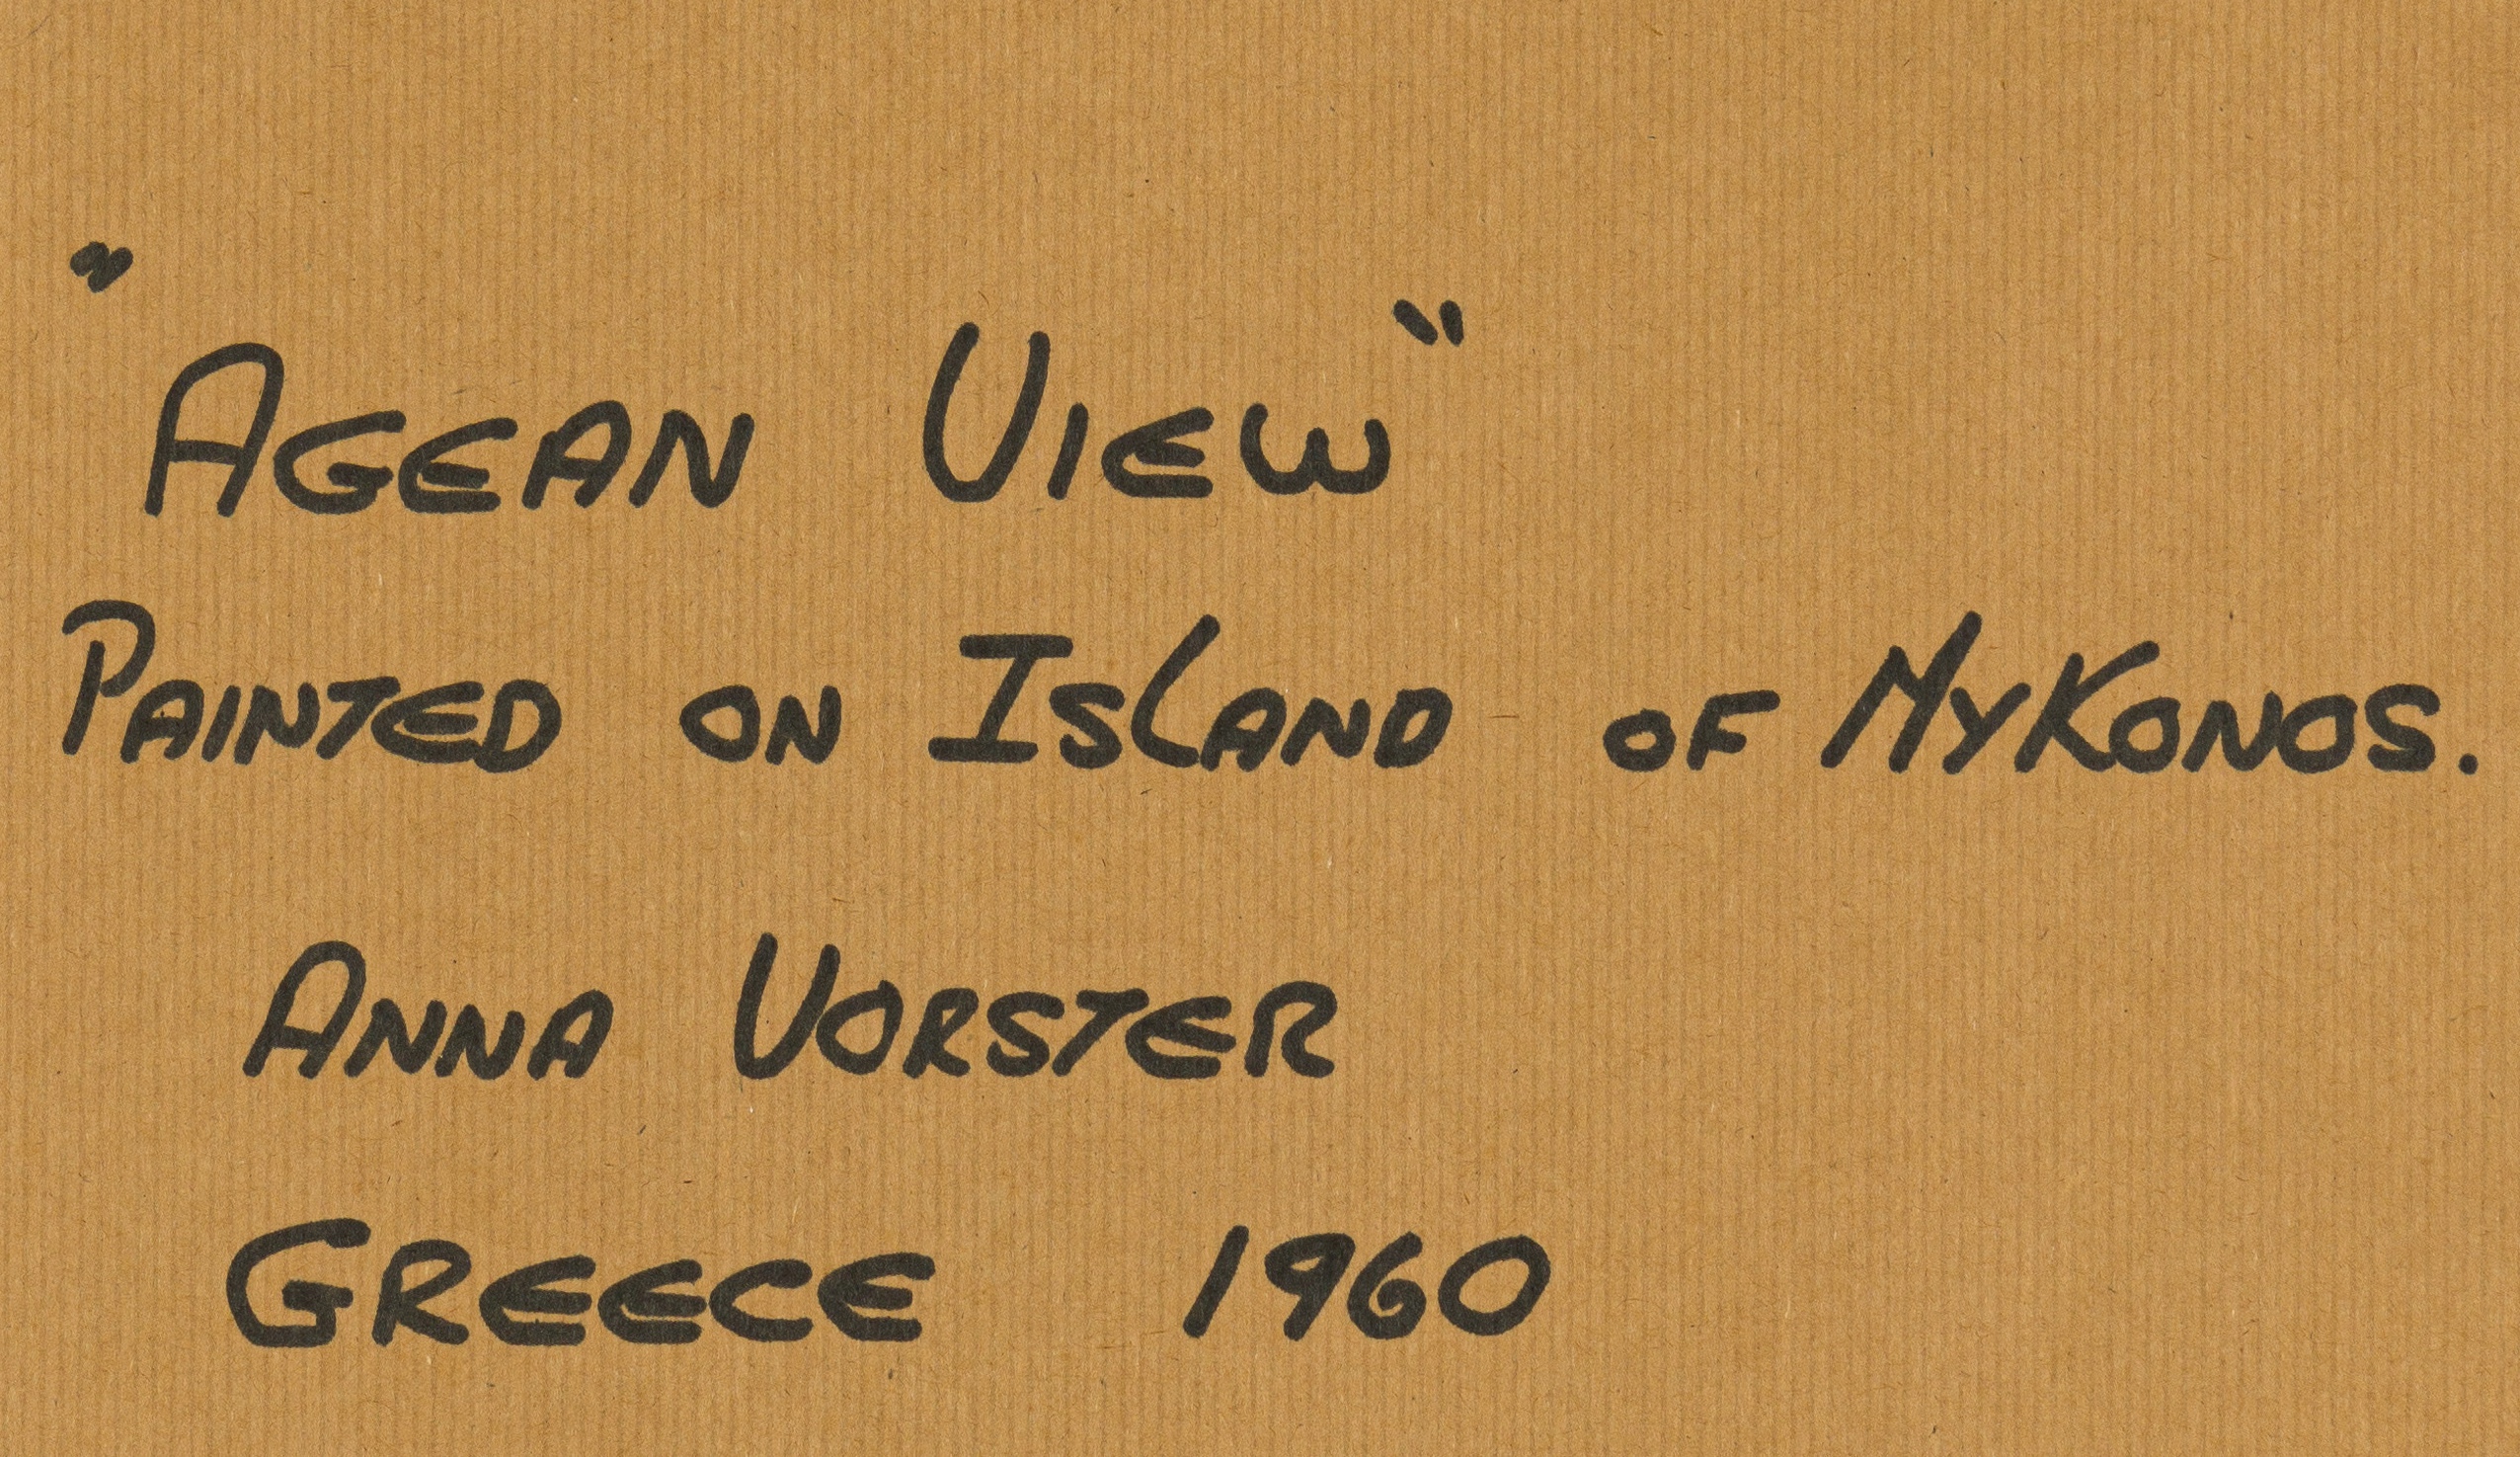 "AGEAN VIEW"
PAINTED ON ISLAND OF MYKONOS.
ANNA VORSTER
GREECE 1960